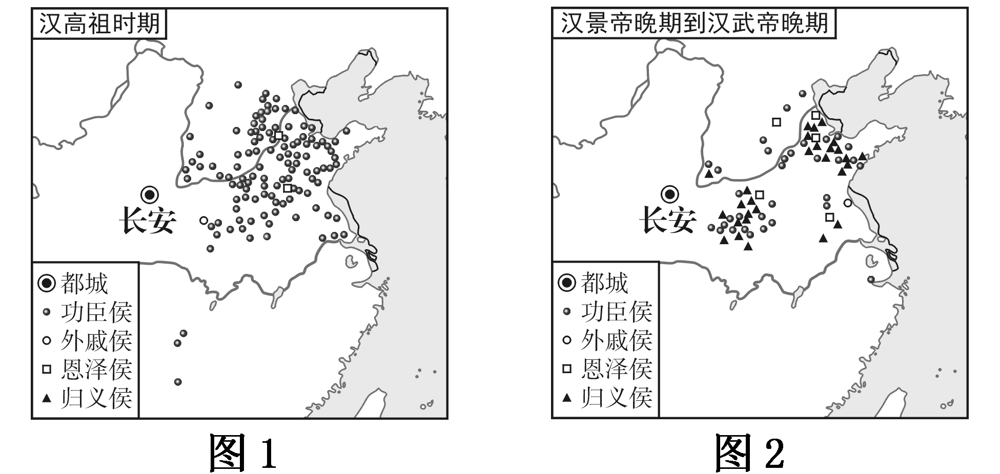 汉高祖时期
长安
都城
功臣侯
外戚侯
恩泽侯
归义侯
图1
汉景帝晚期到汉武帝晚期
长安
都城
功臣侯
外戚侯
恩泽侯
归义侯
图2